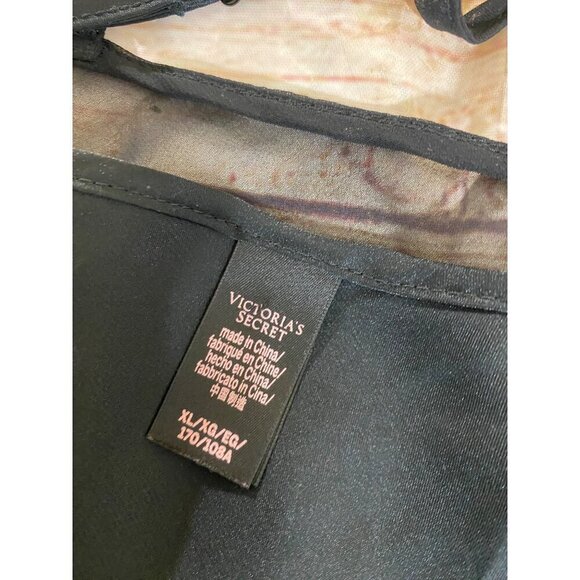 VICTORIA'S
SECRET
made in China/
fabriqué en Chine/
hecho en China/
fabbricato in Cina/
中国制造
XL/XG/EG/
170/108A